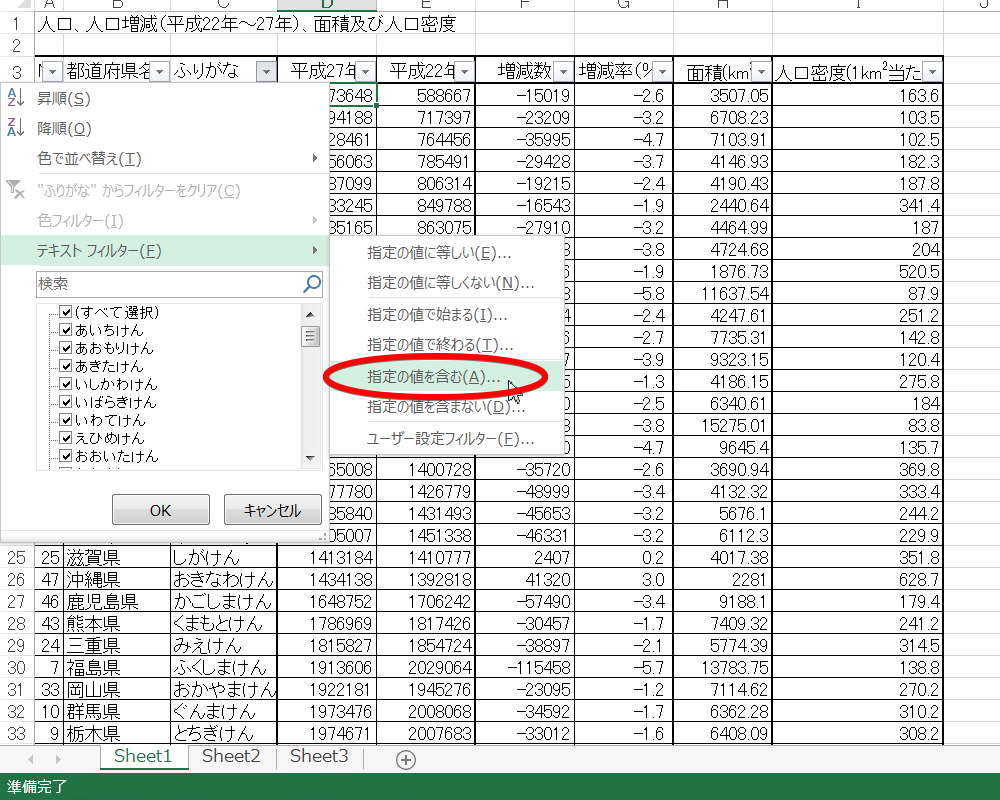 A B C D E F G H I J
1 人口、人口増減（平成22年～27年）、面積及び人口密度
2
3 都道府県名 ふりがな 平成27年 平成22年 増減数 増減率（% 面積(km² 人口密度(1km²当た
昇順(S)
降順(O)
色で並べ替え(T)
"ふりがな" からフィルターをクリア(C)
色フィルター(I)
テキスト フィルター(F)
検索
(すべて選択)
あいちけん
あおもりけん
あきたけん
いしかわけん
いばらぎけん
いわてけん
えひめけん
おおいたけん
OK キャンセル
指定の値に等しい(E)...
指定の値に等しくない(N)...
指定の値で始まる(I)...
指定の値で終わる(T)...
指定の値を含む(A)...
指定の値を含まない(D)...
ユーザー設定フィルター(F)...
73648 588667 -15019 -2.6 3507.05 163.6
94188 717397 -23209 -3.2 6708.23 103.5
28461 764456 -35995 -4.7 7103.91 102.5
56063 785491 -29428 -3.7 4146.93 182.3
87099 806314 -19215 -2.4 4190.43 187.8
33245 849788 -16543 -1.9 2440.64 341.4
35165 863075 -27910 -3.2 4464.99 187
8 -3.8 4724.68 204
6 -1.9 1876.73 520.5
8 -5.8 11637.54 87.9
4 -2.4 4247.61 251.2
-2.7 7735.31 142.8
7 -3.9 9323.15 120.4
5 -1.3 4186.15 275.8
0 -2.5 6340.61 184
8 -3.8 15275.01 83.8
0 -4.7 9645.4 135.7
65008 1400728 -35720 -2.6 3690.94 369.8
77780 1426779 -48999 -3.4 4132.32 333.4
85840 1431493 -45653 -3.2 5676.1 244.2
05007 1451338 -46331 -3.2 6112.3 229.9
25 25 滋賀県 しがけん 1413184 1410777 2407 0.2 4017.38 351.8
26 47 沖縄県 おきなわけん 1434138 1392818 41320 3.0 2281 628.7
27 46 鹿児島県 かごしまけん 1648752 1706242 -57490 -3.4 9188.1 179.4
28 43 熊本県 くまもとけん 1786969 1817426 -30457 -1.7 7409.32 241.2
29 24 三重県 みえけん 1815827 1854724 -38897 -2.1 5774.39 314.5
30 7 福島県 ふくしまけん 1913606 2029064 -115458 -5.7 13783.75 138.8
31 33 岡山県 おかやまけん 1922181 1945276 -23095 -1.2 7114.62 270.2
32 10 群馬県 ぐんまけん 1973476 2008068 -34592 -1.7 6362.28 310.2
33 9 栃木県 とちぎけん 1974671 2007683 -33012 -1.6 6408.09 308.2
Sheet1 Sheet2 Sheet3
準備完了